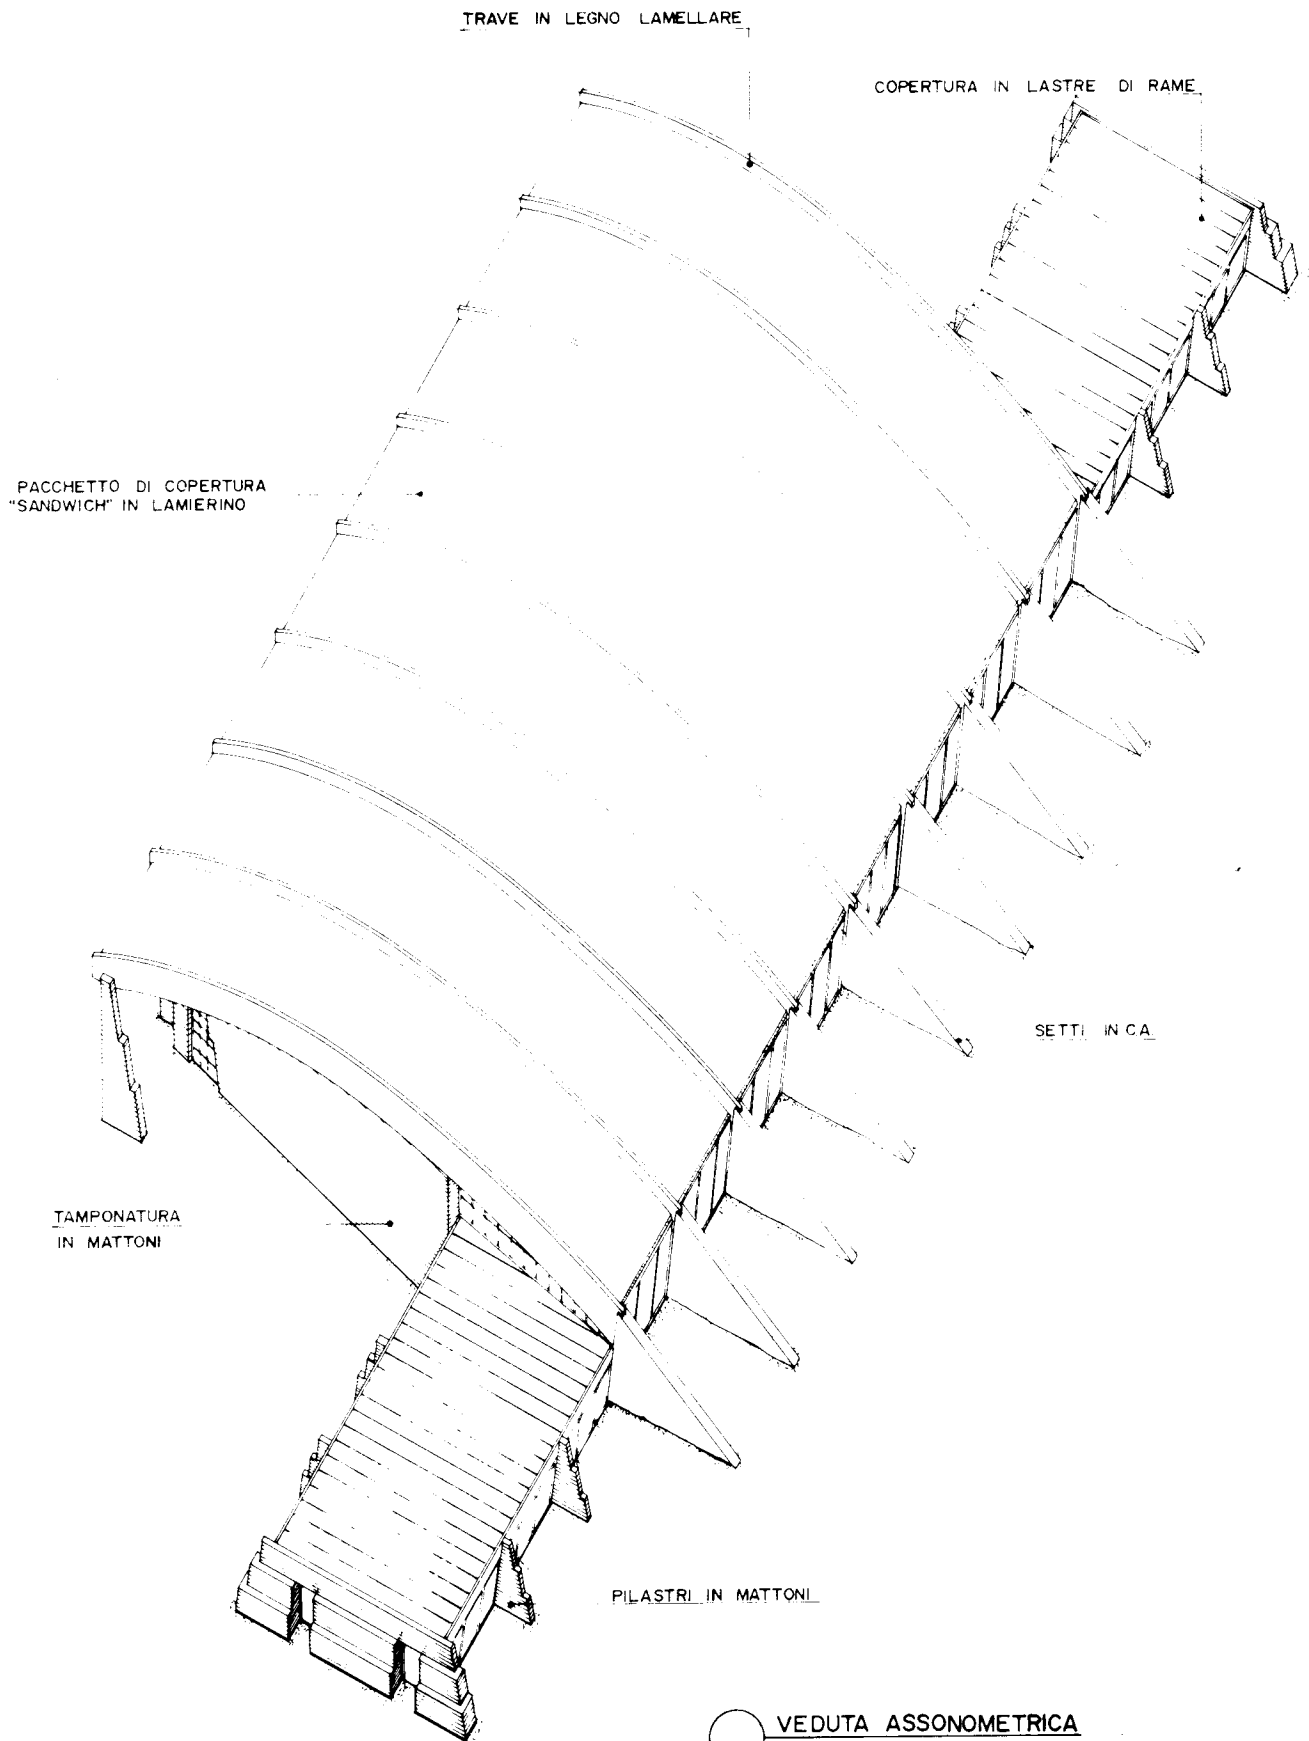 TRAVE IN LEGNO LAMELLARE
COPERTURA IN LASTRE DI RAME
PACCHETTO DI COPERTURA
"SANDWICH" IN LAMIERINO
SETTI IN C.A.
TAMPONATURA
IN MATTONI
PILASTRI IN MATTONI
VEDUTA ASSONOMETRICA